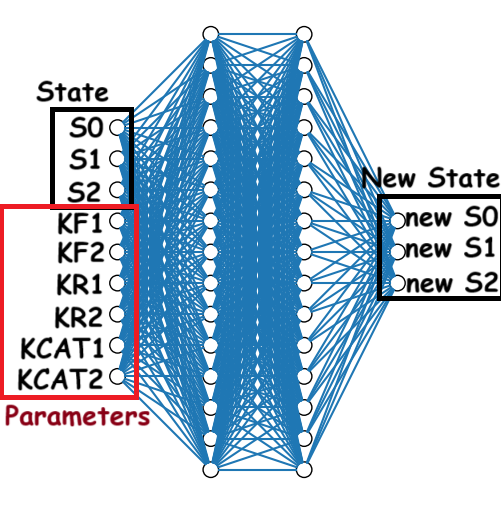 State
S0
S1
S2
KF1
KF2
KR1
KR2
KCAT1
KCAT2
Parameters
New State
new S0
new S1
new S2